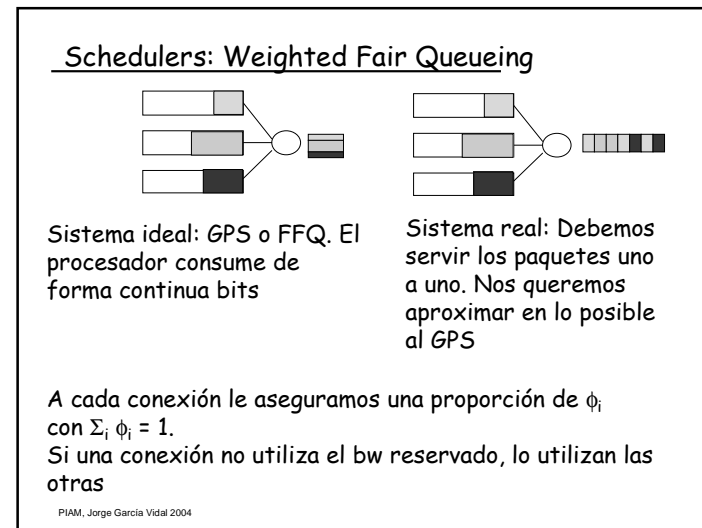 Schedulers: Weighted Fair Queueing
Sistema ideal: GPS o FFQ. El
procesador consume de
forma continua bits
Sistema real: Debemos
servir los paquetes uno
a uno. Nos queremos
aproximar en lo posible
al GPS
A cada conexión le aseguramos una proporción de ϕi
con Σi ϕi = 1.
Si una conexión no utiliza el bw reservado, lo utilizan las
otras
PIAM, Jorge García Vidal 2004